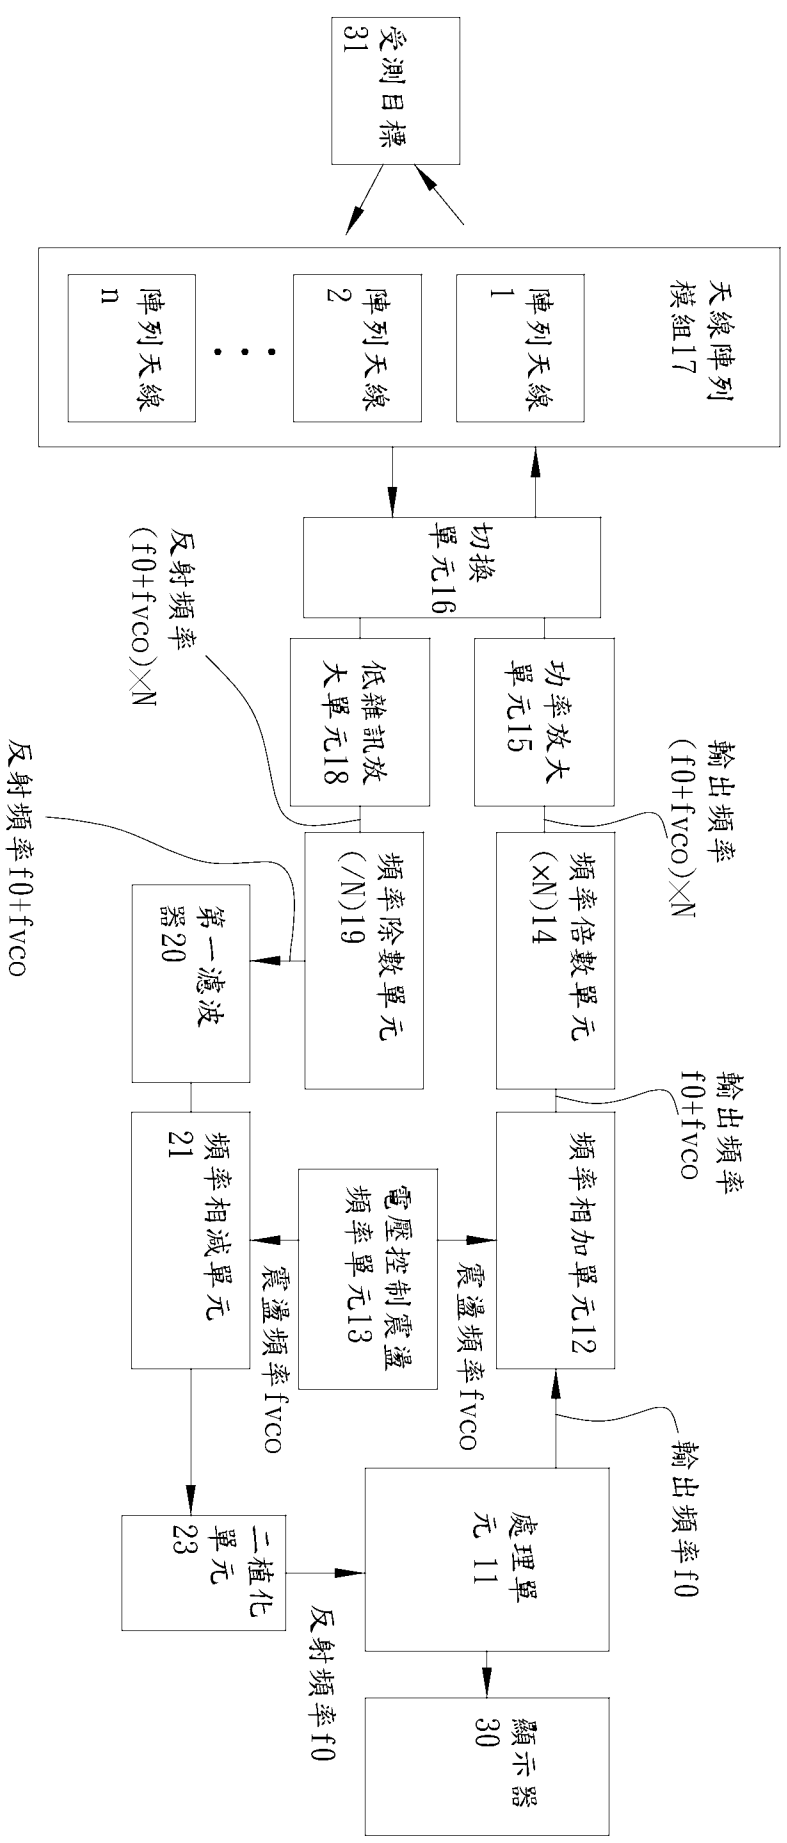 受測目標
31
天線陣列
模組17
陣列天線
1
陣列天線
2
陣列天線
n
切換
單元16
反射頻率
(f0+fvco)×N
低雜訊放
大單元18
功率放大
單元15
輸出頻率
(f0+fvco)×N
反射頻率f0+fvco
頻率除數單元
(/N)19
頻率倍數單元
(×N)14
第一濾波
器20
輸出頻率
f0+fvco
頻率相加單元12
電壓控制震盪
頻率單元13
頻率相減單元
21
震盪頻率fvco
震盪頻率fvco
輸出頻率f0
處理單
元11
二植化
單元
23
反射頻率f0
顯示器
30